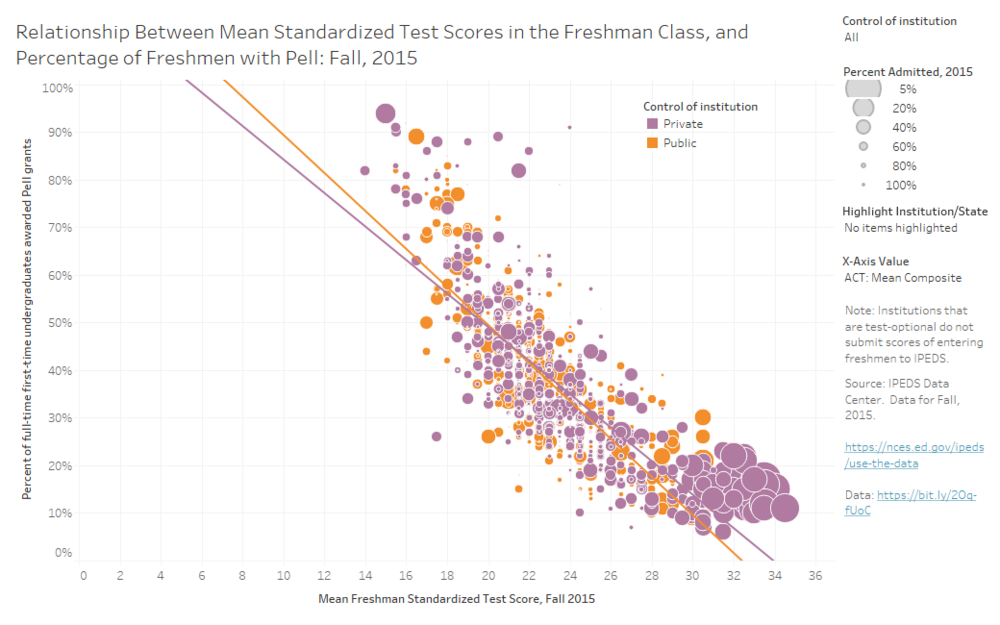 Relationship Between Mean Standardized Test Scores in the Freshman Class, and
Percentage of Freshmen with Pell: Fall, 2015
Control of institution
All
Percent Admitted, 2015
5%
20%
40%
60%
80%
100%
Highlight Institution/State
No items highlighted
X-Axis Value
ACT: Mean Composite
Note: Institutions that
are test-optional do not
submit scores of entering
freshmen to IPEDS.
Source: IPEDS Data
Center. Data for Fall,
2015.
https://nces.ed.gov/ipeds
/use-the-data
Data: https://bit.ly/2Oq-
fUoC
Control of institution
Private
Public
Percent of full-time first-time undergraduates awarded Pell grants
100%
90%
80%
70%
60%
50%
40%
30%
20%
10%
0%
0 2 4 6 8 10 12 14 16 18 20 22 24 26 28 30 32 34 36
Mean Freshman Standardized Test Score, Fall 2015